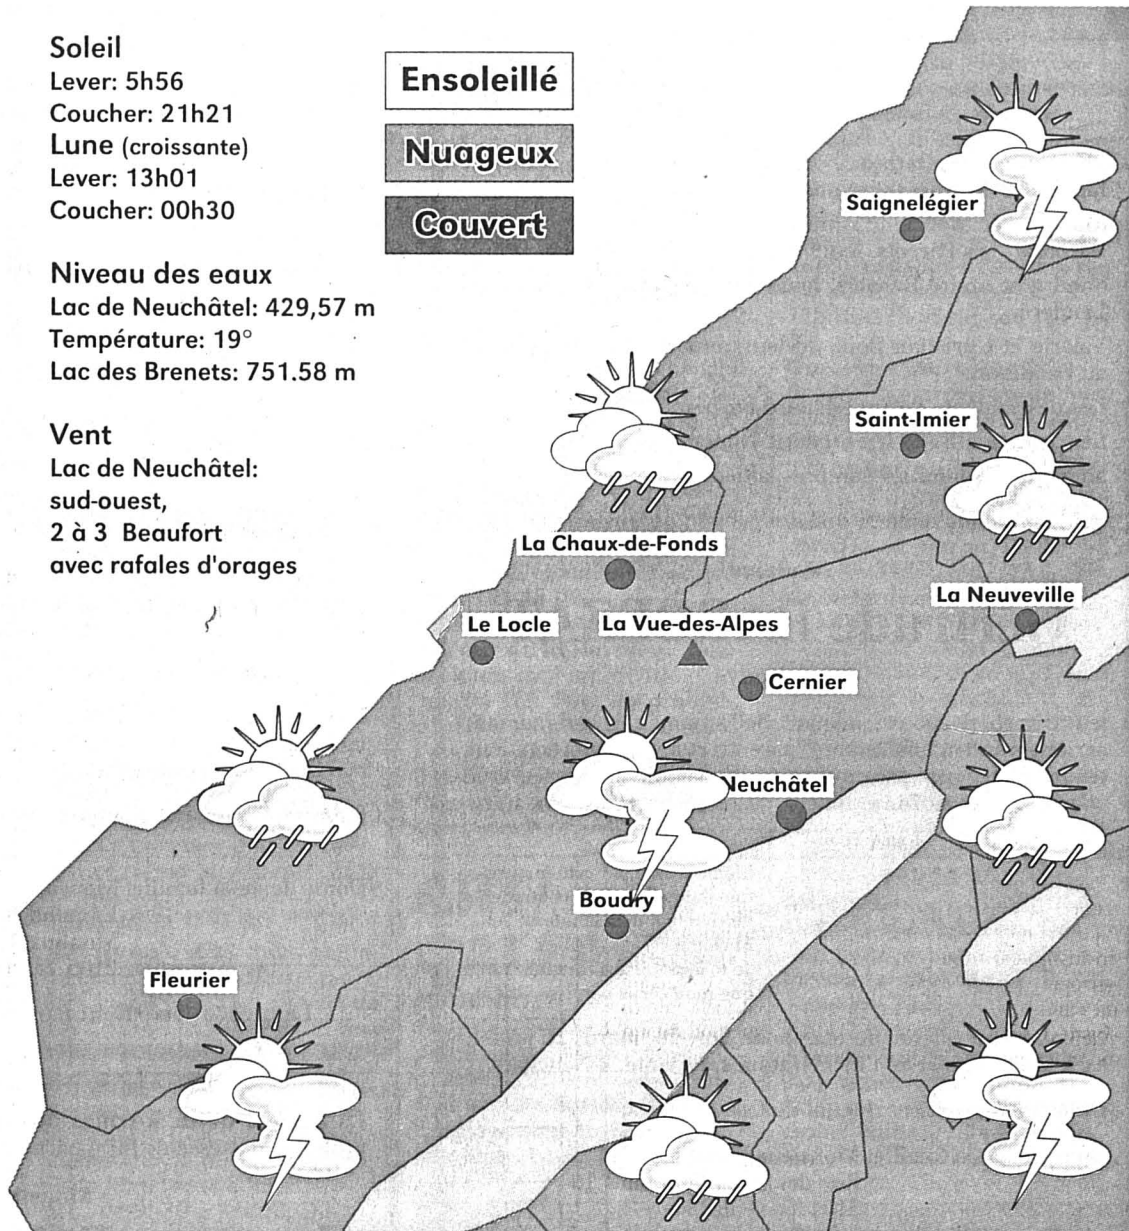 Soleil
Lever: 5h56
Coucher: 21h21
Lune (croissante)
Lever: 13h01
Coucher: 00h30
Niveau des eaux
Lac de Neuchâtel: 429,57 m
Température: 19°
Lac des Brenets: 751.58 m
Vent
Lac de Neuchâtel:
sud-ouest,
2 à 3 Beaufort
avec rafales d'orages
Ensoleillé
Nuageux
Couvert
Saignelégier
Saint-Imier
La Chaux-de-Fonds
La Neuveville
Le Locle
La Vue-des-Alpes
Cernier
Neuchâtel
Boudry
Fleurier